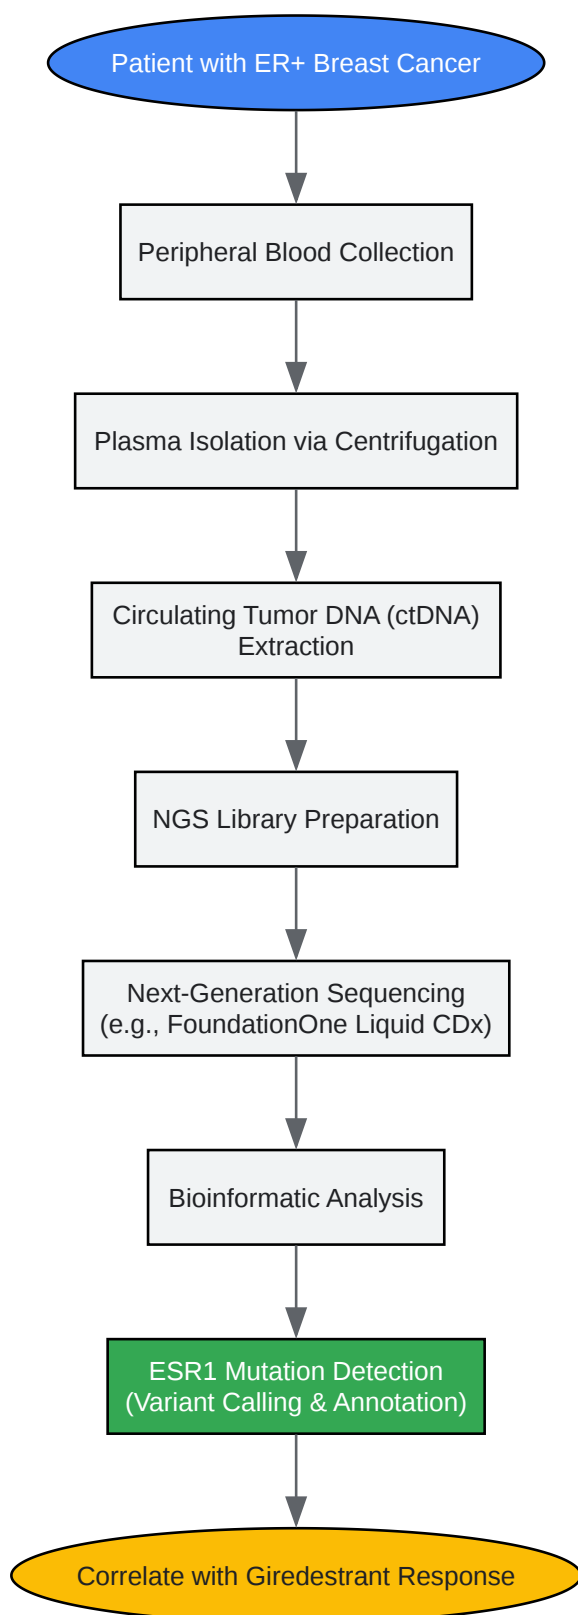 Patient with ER+ Breast Cancer
Peripheral Blood Collection
Plasma Isolation via Centrifugation
Circulating Tumor DNA (ctDNA)
Extraction
NGS Library Preparation
Next-Generation Sequencing
(e.g., FoundationOne Liquid CDx)
Bioinformatic Analysis
ESR1 Mutation Detection
(Variant Calling & Annotation)
Correlate with Giredestrant Response